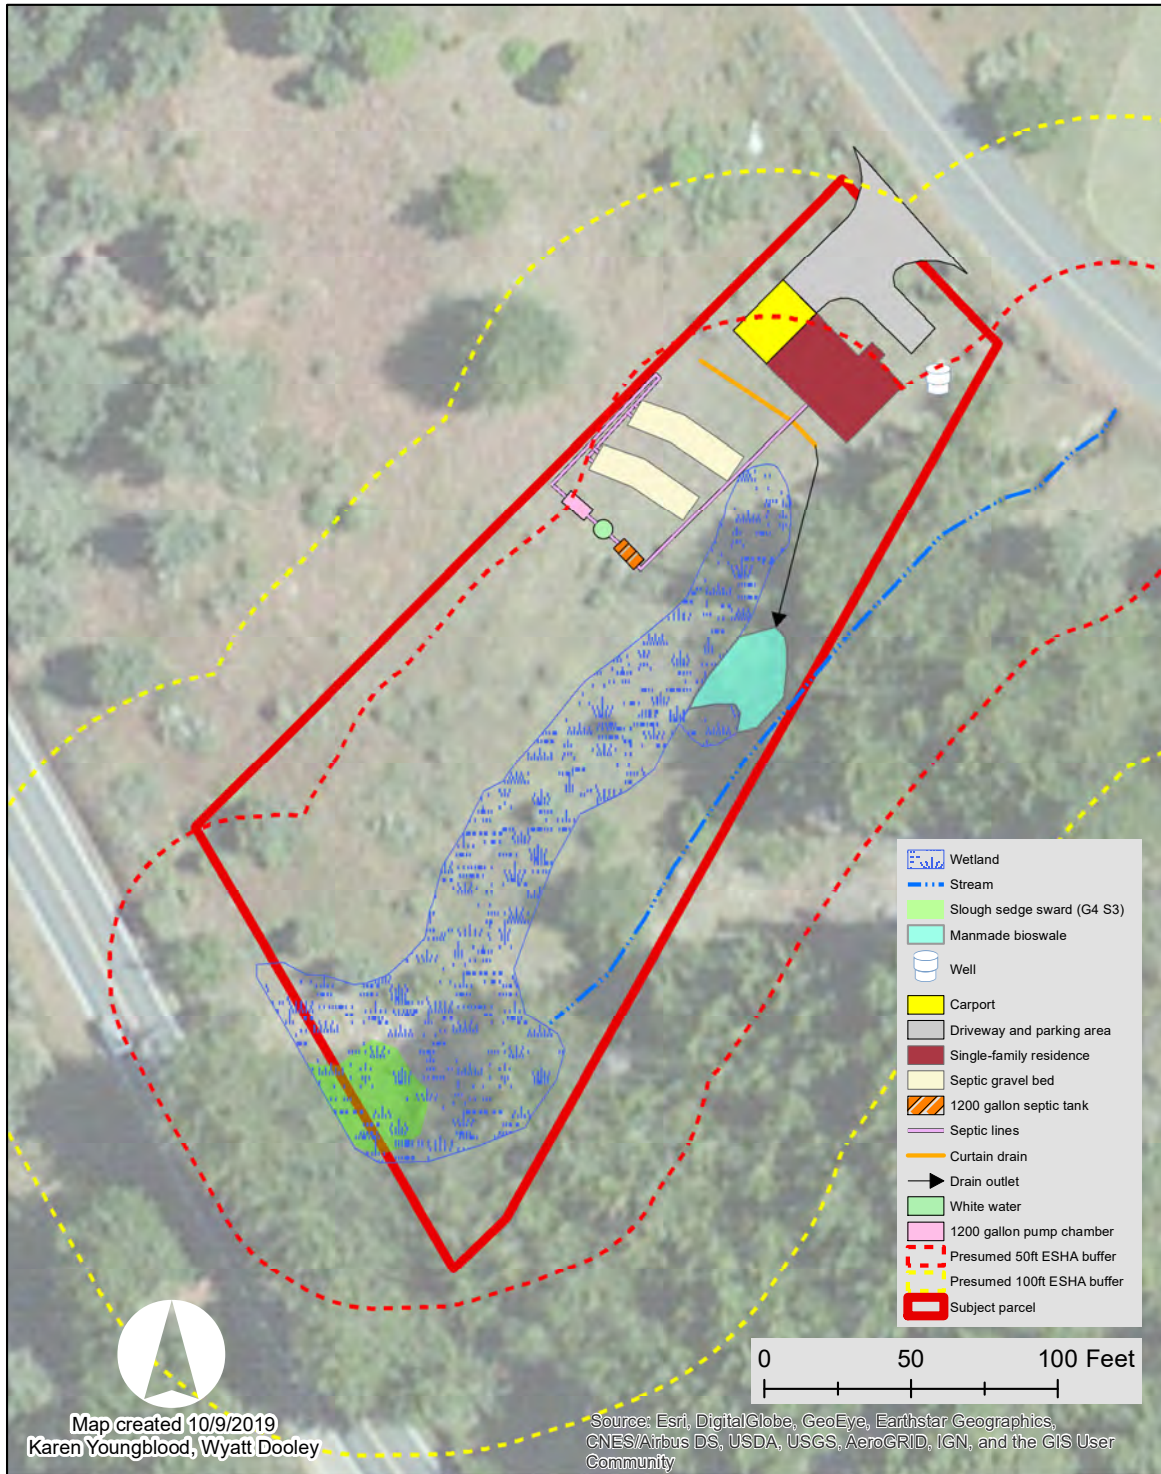 Wetland
Stream
Slough sedge sward (G4 S3)
Manmade bioswale
Well
Carport
Driveway and parking area
Single-family residence
Septic gravel bed
1200 gallon septic tank
Septic lines
Curtain drain
Drain outlet
White water
1200 gallon pump chamber
Presumed 50ft ESHA buffer
Presumed 100ft ESHA buffer
Subject parcel
0 50 100 Feet
Map created 10/9/2019
Karen Youngblood, Wyatt Dooley
Source: Esri, DigitalGlobe, GeoEye, Earthstar Geographics,
CNES/Airbus DS, USDA, USGS, AeroGRID, IGN, and the GIS User
Community